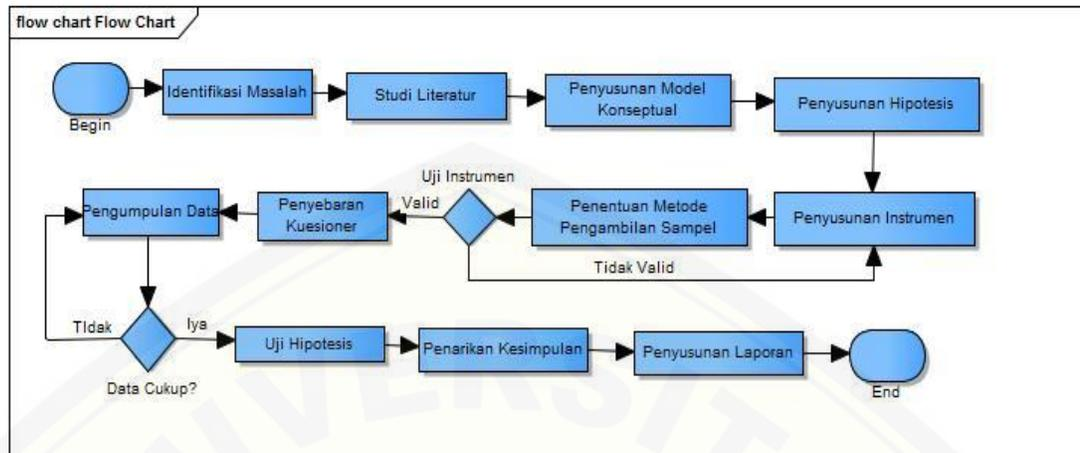 flow chart Flow Chart
Begin
Identifikasi Masalah
Studi Literatur
Penyusunan Model
Konseptual
Penyusunan Hipotesis
Penyusunan Instrumen
Penentuan Metode
Pengambilan Sampel
Uji Instrumen
Valid
Tidak Valid
Penyebaran
Kuesioner
Pengumpulan Data
TIdak
Iya
Data Cukup?
Uji Hipotesis
Penarikan Kesimpulan
Penyusunan Laporan
End
UNIVERSIT